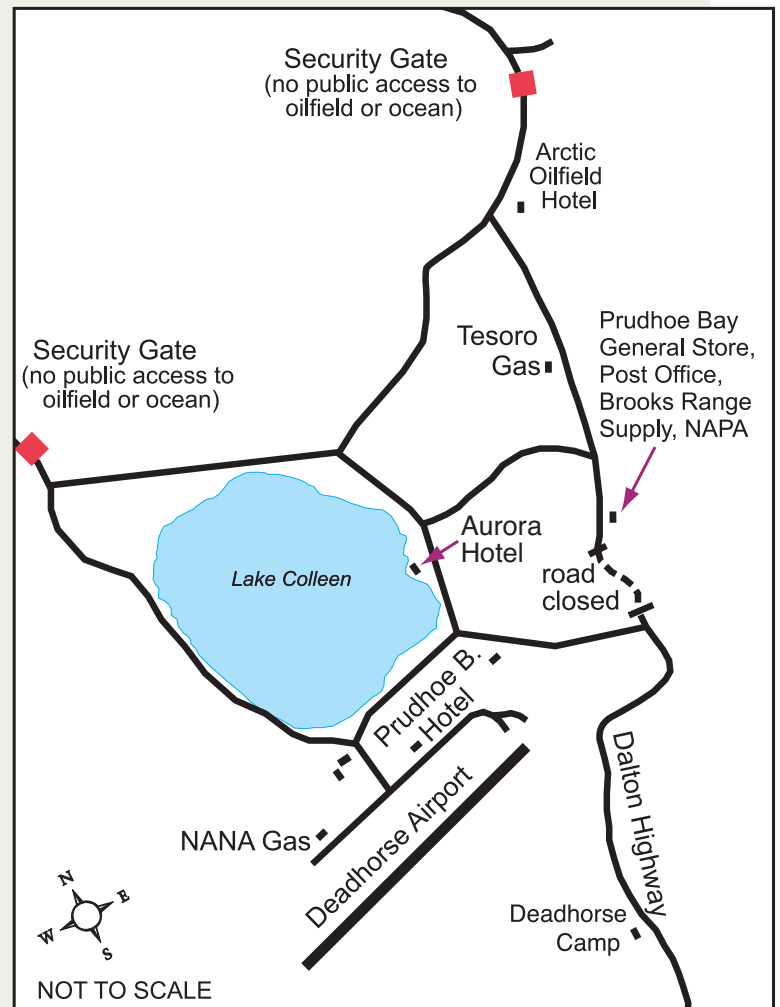 Security Gate
(no public access to
oilfield or ocean)
Arctic
Oilfield
Hotel
Tesoro
Gas
Prudhoe Bay
General Store,
Post Office,
Brooks Range
Supply, NAPA
Security Gate
(no public access to
oilfield or ocean)
Aurora
Hotel
Lake Colleen
road
closed
Prudhoe B.
Hotel
Dalton Highway
Deadhorse Airport
NANA Gas
Deadhorse
Camp
N
E
W
S
NOT TO SCALE